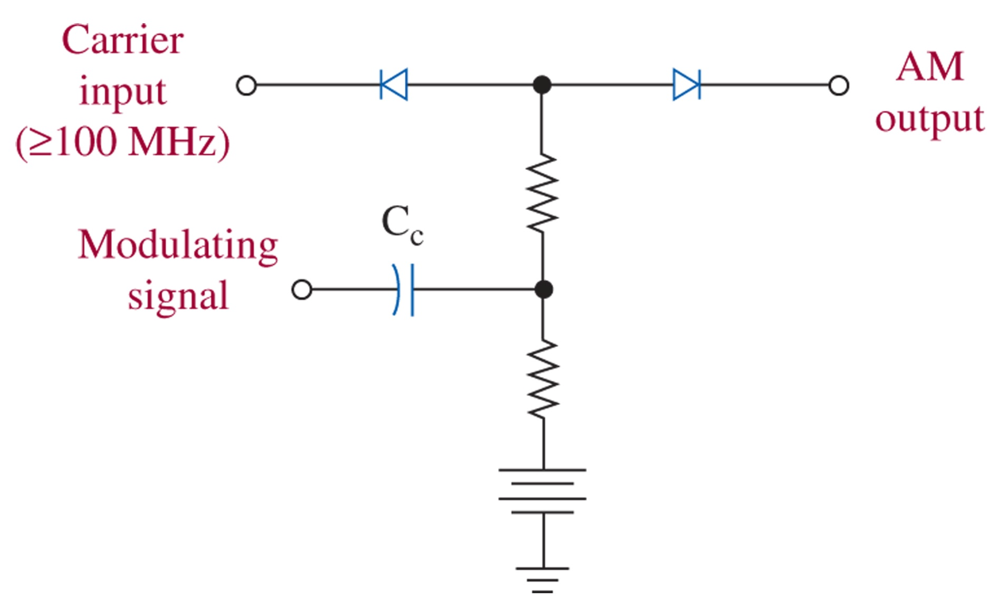 Carrier
input
(≥100 MHz)
AM
output
C_c
Modulating
signal